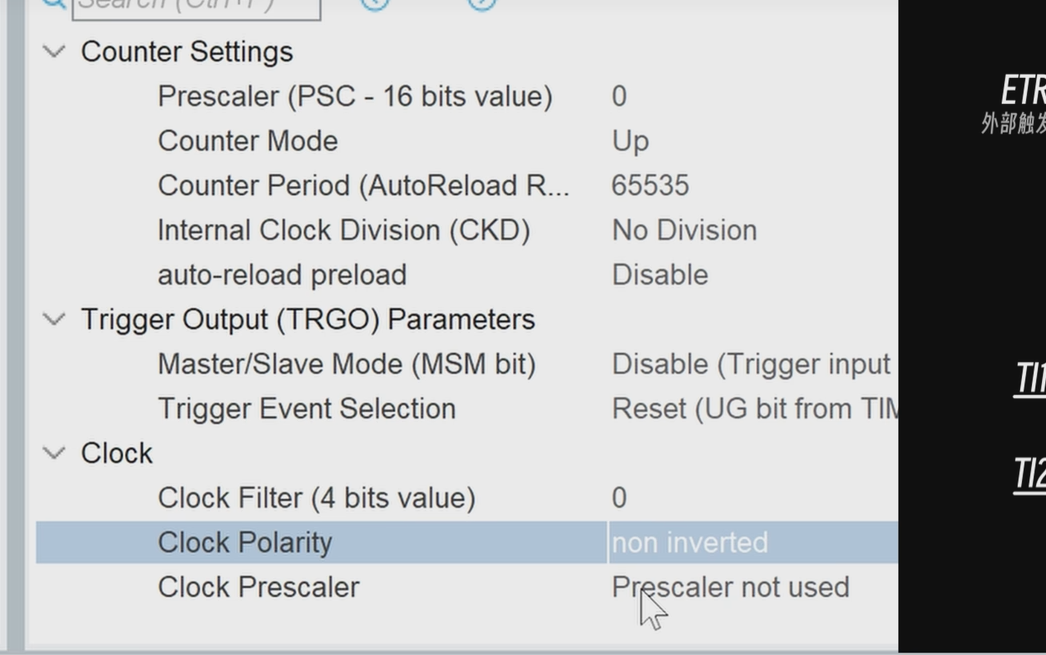 Search (Ctrl+F)
Counter Settings
Prescaler (PSC - 16 bits value) 0
Counter Mode Up
Counter Period (AutoReload R... 65535
Internal Clock Division (CKD) No Division
auto-reload preload Disable
Trigger Output (TRGO) Parameters
Master/Slave Mode (MSM bit) Disable (Trigger input
Trigger Event Selection Reset (UG bit from TIM
Clock
Clock Filter (4 bits value) 0
Clock Polarity non inverted
Clock Prescaler Prescaler not used
ETR
外部触发
TI1
TI2